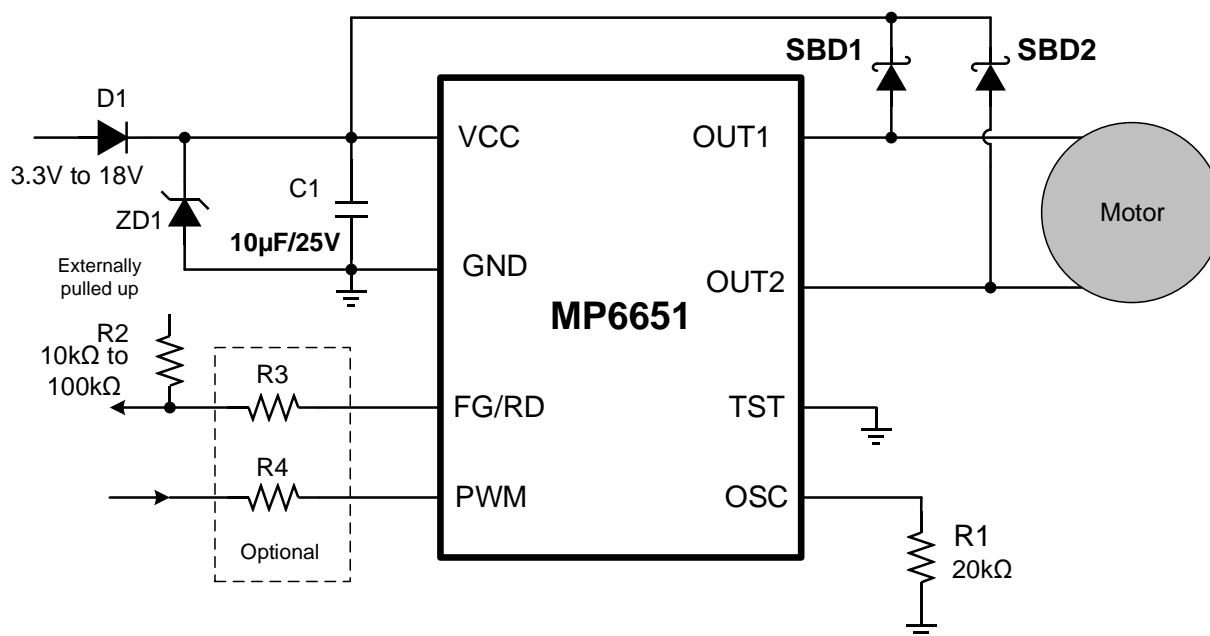 SBD1
SBD2
D1
3.3V to 18V
ZD1
C1
10µF/25V
VCC
GND
FG/RD
PWM
MP6651
OUT1
OUT2
TST
OSC
Motor
Externally
pulled up
R2
10kΩ to
100kΩ
R3
R4
Optional
R1
20kΩ